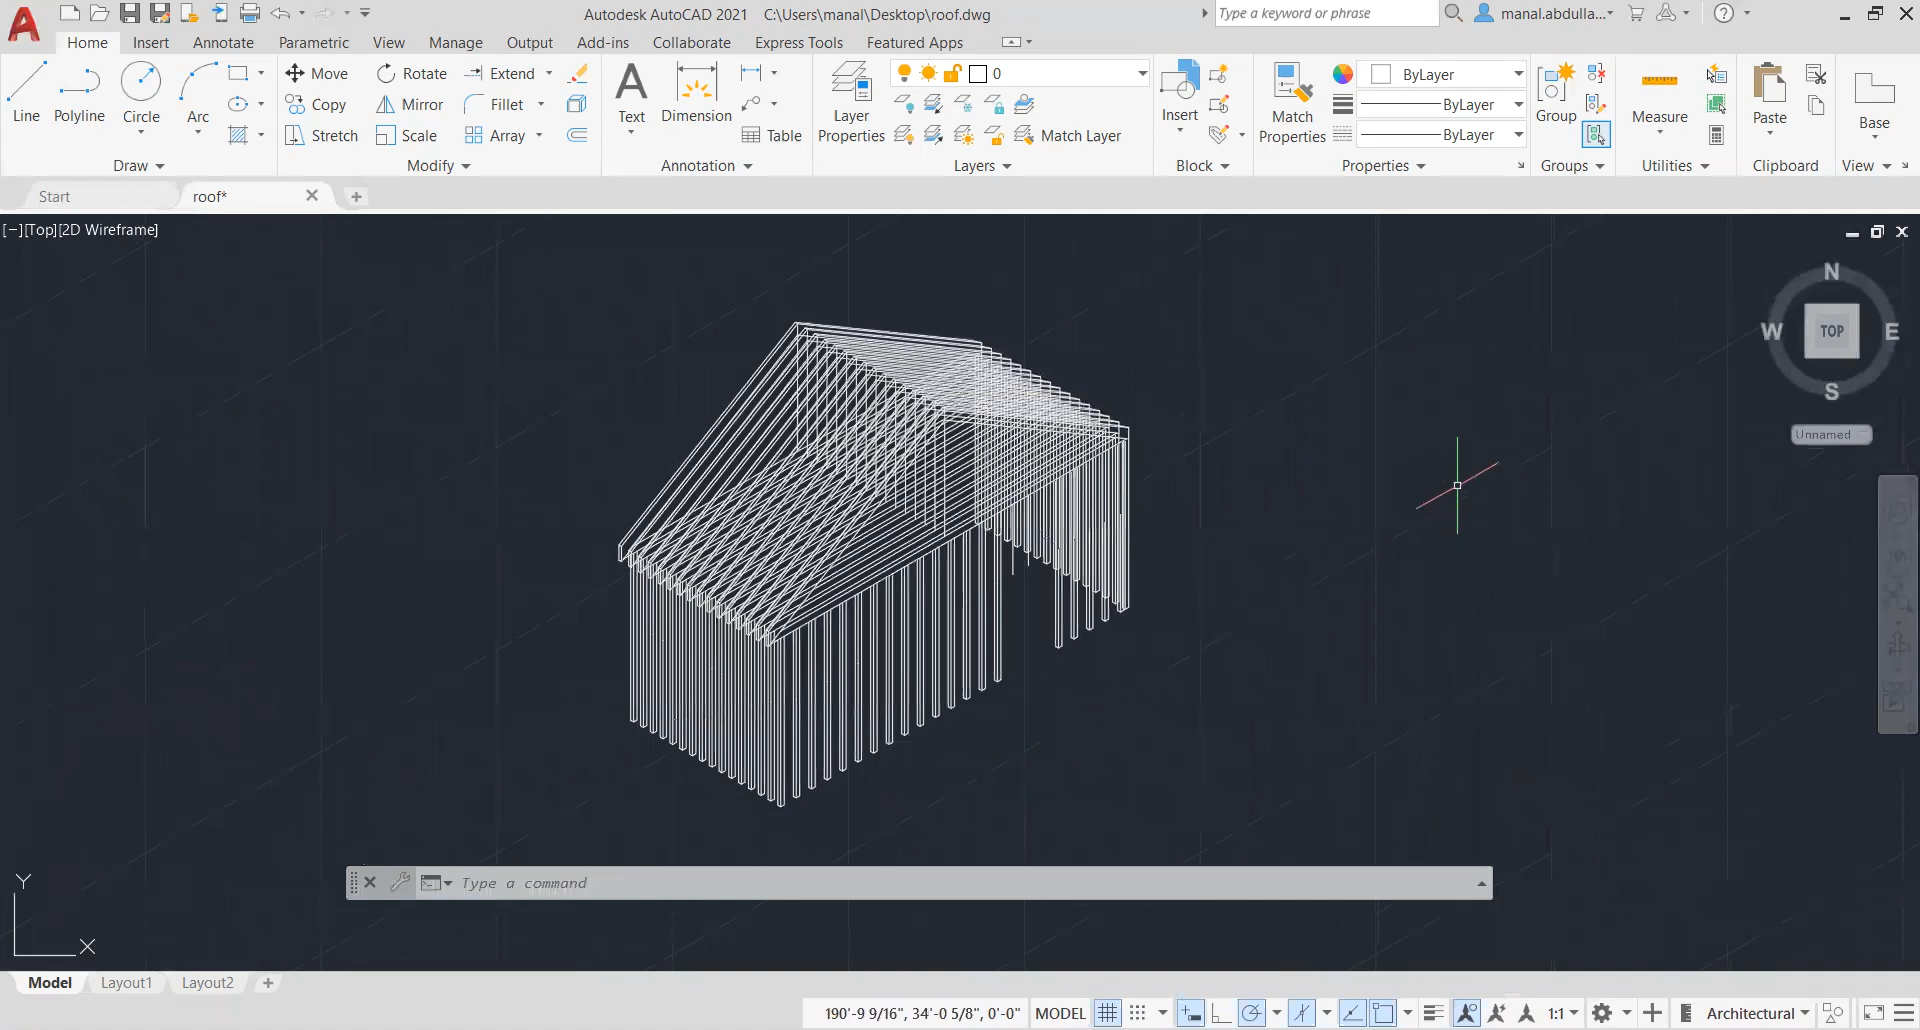 Autodesk AutoCAD 2021 C:\Users\manal\Desktop\roof.dwg
Type a keyword or phrase
manal.abdulla...
Home Insert Annotate Parametric View Manage Output Add-ins Collaborate Express Tools Featured Apps
Line Polyline Circle Arc
Move Rotate Extend
Copy Mirror Fillet
Stretch Scale Array
Text Dimension Table
Layer Properties
0
Match Layer
Insert
Match Properties
ByLayer
ByLayer
ByLayer
Group Measure Paste Base
Draw Modify Annotation Layers Block Properties Groups Utilities Clipboard View
Start roof*
[−][Top][2D Wireframe]
N
W TOP E
S
Unnamed
Type a command
Y
X
Model Layout1 Layout2
190'-9 9/16", 34'-0 5/8", 0'-0" MODEL 1:1 Architectural